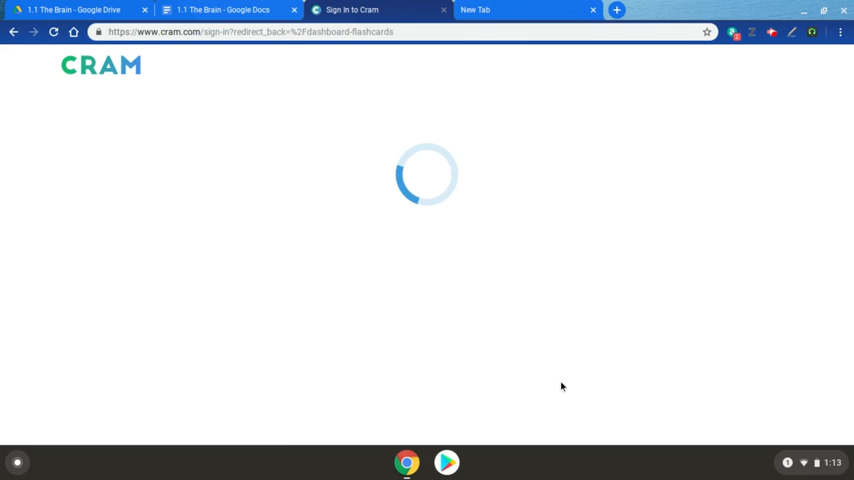 1.1 The Brain - Google Drive
1.1 The Brain - Google Docs
Sign In to Cram
New Tab
https://www.cram.com/sign-in?redirect_back=%2Fdashboard-flashcards
CRAM
1 1:13